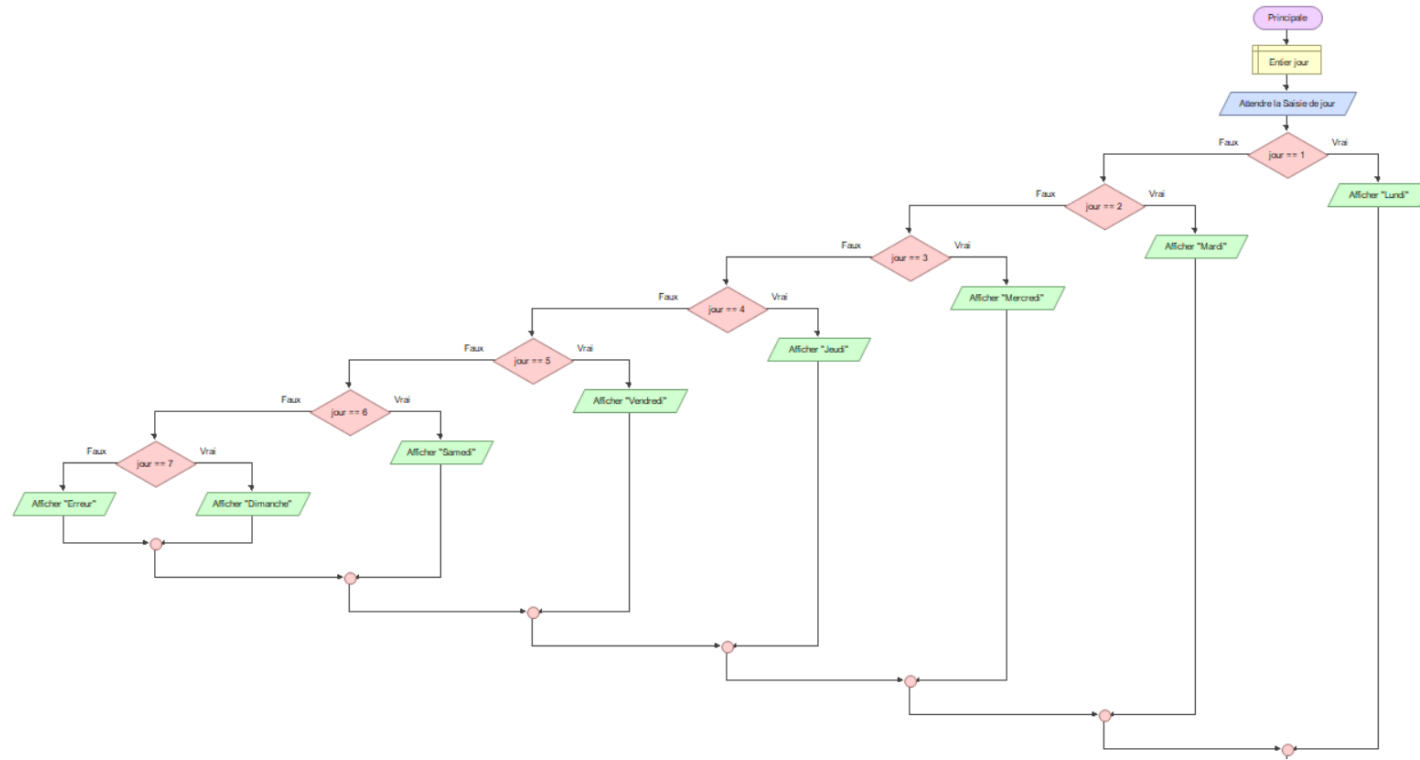 Principale
Entier jour
Attendre la Saisie de jour
Faux
Vrai
jour == 1
Faux
Vrai
Afficher "Lundi"
jour == 2
Faux
Vrai
Afficher "Mardi"
jour == 3
Faux
Vrai
Afficher "Mercredi"
jour == 4
Faux
Vrai
Afficher "Jeudi"
jour == 5
Faux
Vrai
Afficher "Vendredi"
jour == 6
Faux
Vrai
Afficher "Samedi"
jour == 7
Afficher "Erreur"
Afficher "Dimanche"